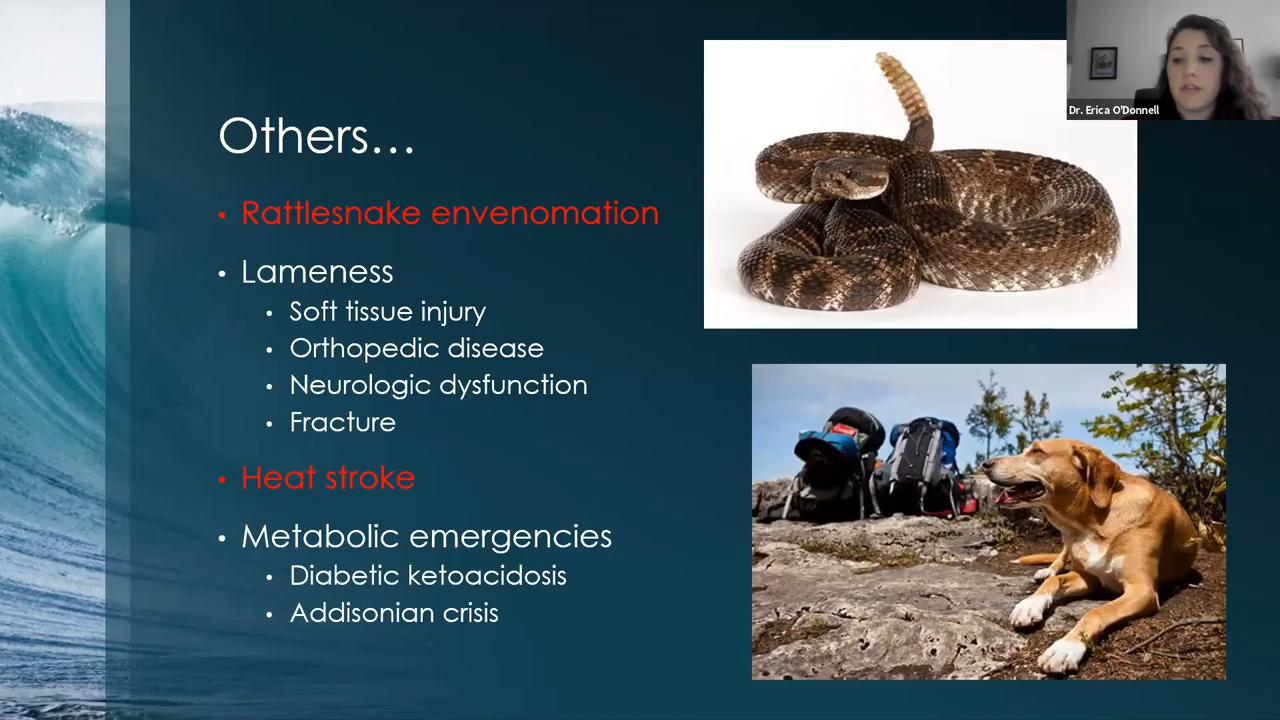 Others…
• Rattlesnake envenomation
• Lameness
• Soft tissue injury
• Orthopedic disease
• Neurologic dysfunction
• Fracture
• Heat stroke
• Metabolic emergencies
• Diabetic ketoacidosis
• Addisonian crisis
Dr. Erica O'Donnell